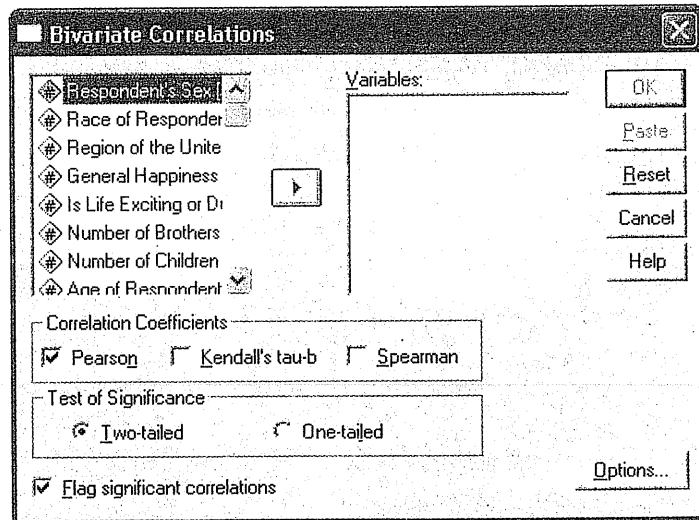 Bivariate Correlations
Respondent's Sex [
Race of Responder
Region of the Unite
General Happiness
Is Life Exciting or Du
Number of Brothers
Number of Children
Age of Respondent
Variables:
OK
Paste
Reset
Cancel
Help
Correlation Coefficients
Pearson Kendall's tau-b Spearman
Test of Significance
Two-tailed One-tailed
Flag significant correlations
Options...